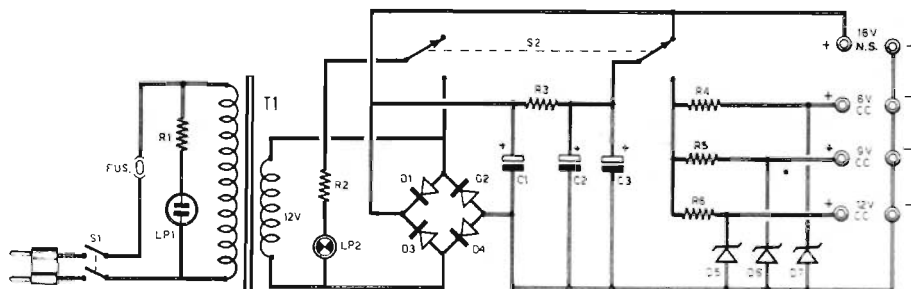 S2
16V
N.S.
+
-
R3
R4
+
6V
CC
-
T1
R1
FUS.
+
+
+
R5
+
9V
CC
-
C1
C2
C3
R2
D1
D2
12V
R6
+
12V
CC
-
LP1
S1
D3
D4
LP2
D5
D6
D7